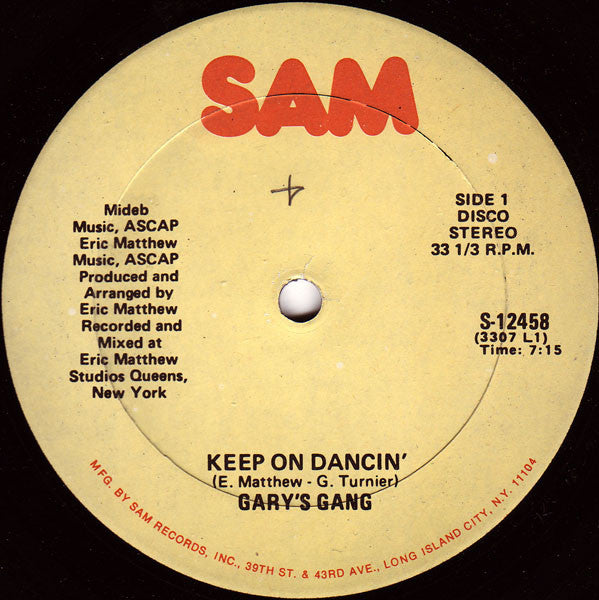 SAM
Mideb
Music, ASCAP
Eric Matthew
Music, ASCAP
Produced and
Arranged by
Eric Matthew
Recorded and
Mixed at
Eric Matthew
Studios Queens,
New York
SIDE 1
DISCO
STEREO
33 1/3 R.P.M.
S-12458
(3307 L1)
Time: 7:15
KEEP ON DANCIN'
(E. Matthew - G. Turnier)
GARY'S GANG
MFG. BY SAM RECORDS, INC., 39TH ST. & 43RD AVE., LONG ISLAND CITY, N.Y. 11104